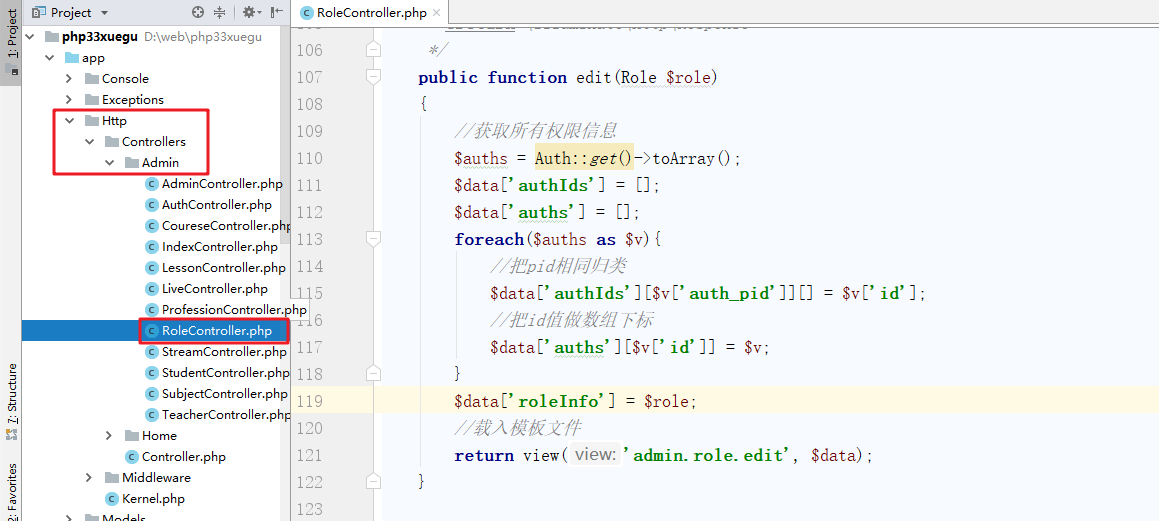 1: Project
7: Structure
Favorites
Project
php33xuegu D:\web\php33xuegu
app
Console
Exceptions
Http
Controllers
Admin
AdminController.php
AuthController.php
CoureseController.php
IndexController.php
LessonController.php
LiveController.php
ProfessionController.php
RoleController.php
StreamController.php
StudentController.php
SubjectController.php
TeacherController.php
Home
Controller.php
Middleware
Kernel.php
Models
RoleController.php
106 */
107 public function edit(Role $role)
108 {
109 //获取所有权限信息
110 $auths = Auth::get()->toArray();
111 $data['authIds'] = [];
112 $data['auths'] = [];
113 foreach($auths as $v){
114 //把pid相同归类
115 $data['authIds'][$v['auth_pid']][] = $v['id'];
116 //把id值做数组下标
117 $data['auths'][$v['id']] = $v;
118 }
119 $data['roleInfo'] = $role;
120 //载入模板文件
121 return view( view: 'admin.role.edit', $data);
122 }
123